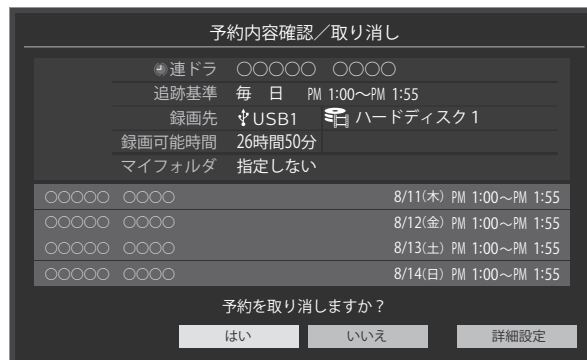 予約内容確認／取り消し
連ドラ ○○○○○ ○○○○
追跡基準 毎 日 PM 1:00～PM 1:55
録画先 USB1 ハードディスク1
録画可能時間 26時間50分
マイフォルダ 指定しない
○○○○○ ○○○○ 8/11(木) PM 1:00～PM 1:55
○○○○○ ○○○○ 8/12(金) PM 1:00～PM 1:55
○○○○○ ○○○○ 8/13(土) PM 1:00～PM 1:55
○○○○○ ○○○○ 8/14(日) PM 1:00～PM 1:55
予約を取り消しますか？
はい いいえ 詳細設定